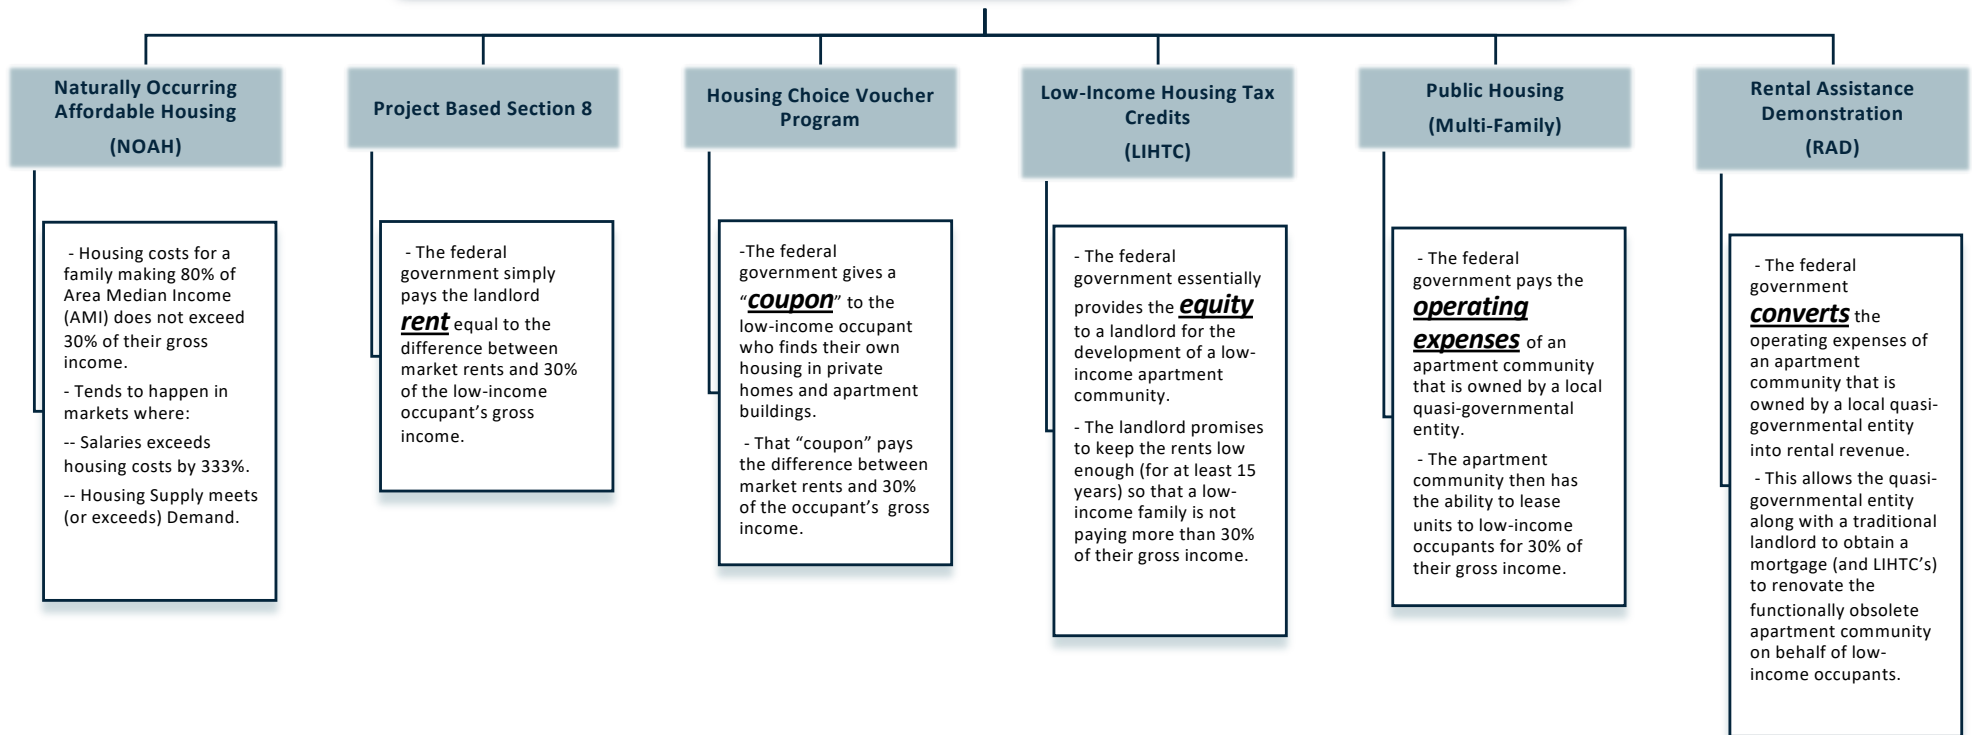 Naturally Occurring
Affordable Housing
(NOAH)
- Housing costs for a
family making 80% of
Area Median Income
(AMI) does not exceed
30% of their gross
income.
- Tends to happen in
markets where:
-- Salaries exceeds
housing costs by 333%.
-- Housing Supply meets
(or exceeds) Demand.
Project Based Section 8
- The federal
government simply
pays the landlord
rent equal to the
difference between
market rents and 30%
of the low-income
occupant’s gross
income.
Housing Choice Voucher
Program
-The federal
government gives a
“coupon” to the
low-income occupant
who finds their own
housing in private
homes and apartment
buildings.
- That “coupon” pays
the difference between
market rents and 30%
of the occupant’s gross
income.
Low-Income Housing Tax
Credits
(LIHTC)
- The federal
government essentially
provides the equity
to a landlord for the
development of a low-
income apartment
community.
- The landlord promises
to keep the rents low
enough (for at least 15
years) so that a low-
income family is not
paying more than 30%
of their gross income.
Public Housing
(Multi-Family)
- The federal
government pays the
operating
expenses of an
apartment community
that is owned by a local
quasi-governmental
entity.
- The apartment
community then has
the ability to lease
units to low-income
occupants for 30% of
their gross income.
Rental Assistance
Demonstration
(RAD)
- The federal
government
converts the
operating expenses of
an apartment
community that is
owned by a local quasi-
governmental entity
into rental revenue.
- This allows the quasi-
governmental entity
along with a traditional
landlord to obtain a
mortgage (and LIHTC’s)
to renovate the
functionally obsolete
apartment community
on behalf of low-
income occupants.